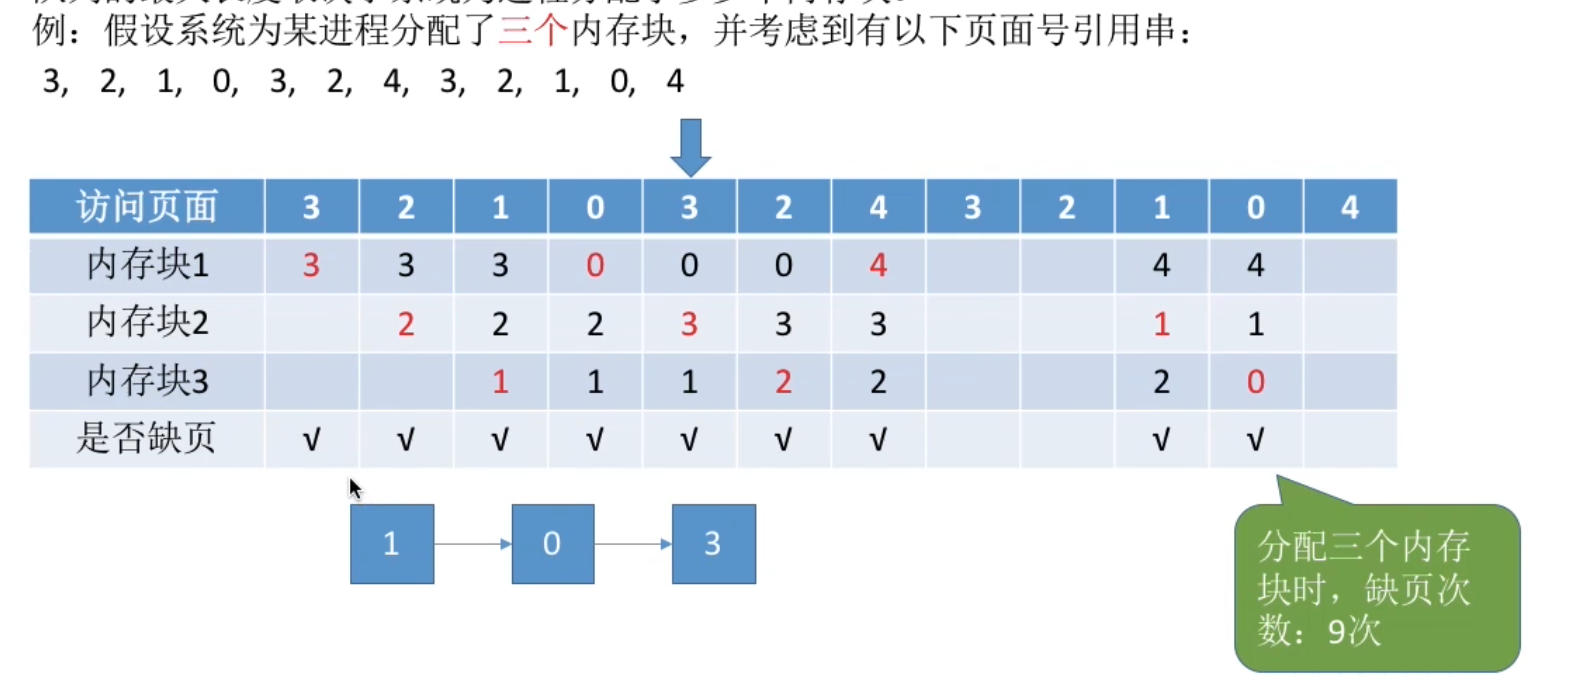 例：假设系统为某进程分配了三个内存块，并考虑到有以下页面号引用串：
3, 2, 1, 0, 3, 2, 4, 3, 2, 1, 0, 4
访问页面 3 2 1 0 3 2 4 3 2 1 0 4
内存块1 3 3 3 0 0 0 4 4 4
内存块2 2 2 2 3 3 3 1 1
内存块3 1 1 1 2 2 2 0
是否缺页 √ √ √ √ √ √ √ √ √
1 0 3
分配三个内存
块时，缺页次
数：9次